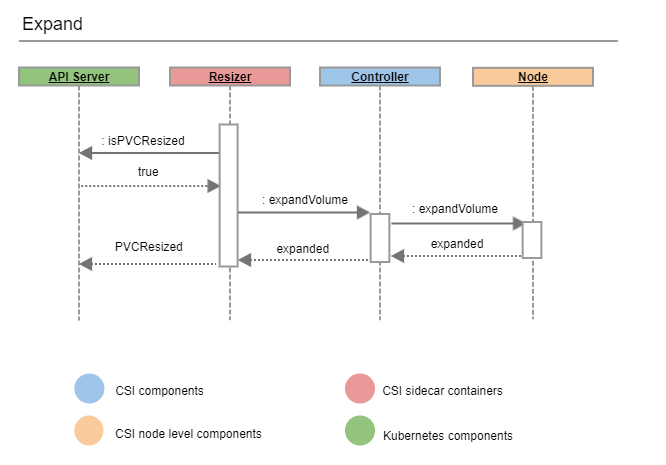 Expand
API Server
Resizer
Controller
Node
: isPVCResized
true
: expandVolume
: expandVolume
PVCResized
expanded
expanded
CSI components
CSI sidecar containers
CSI node level components
Kubernetes components